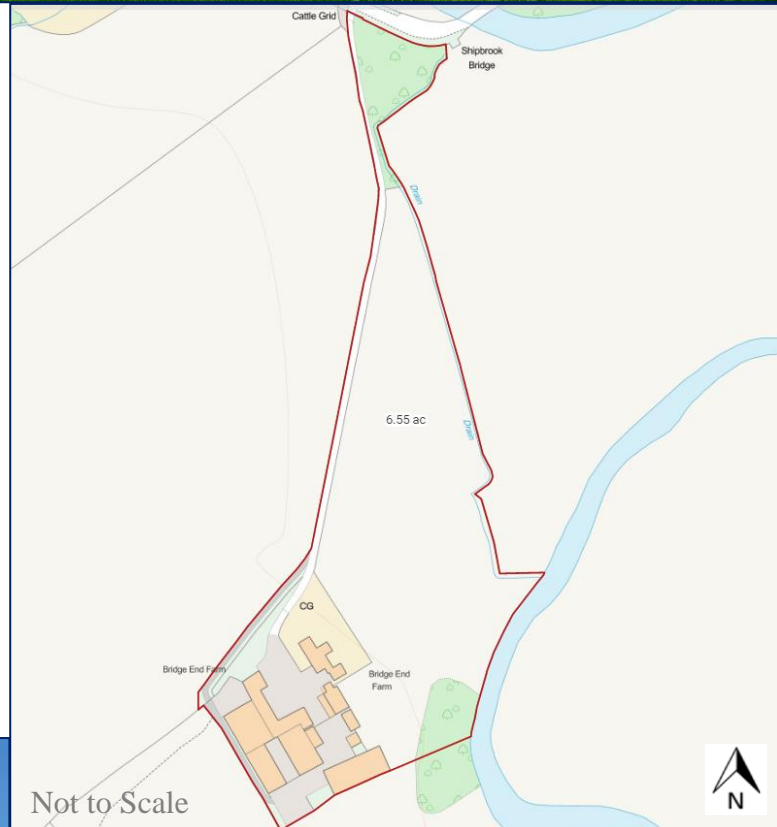 Cattle Grid
Shipbrook
Bridge
Drain
6.55 ac
Drain
CG
Bridge End Farm
Bridge End
Farm
Not to Scale
N